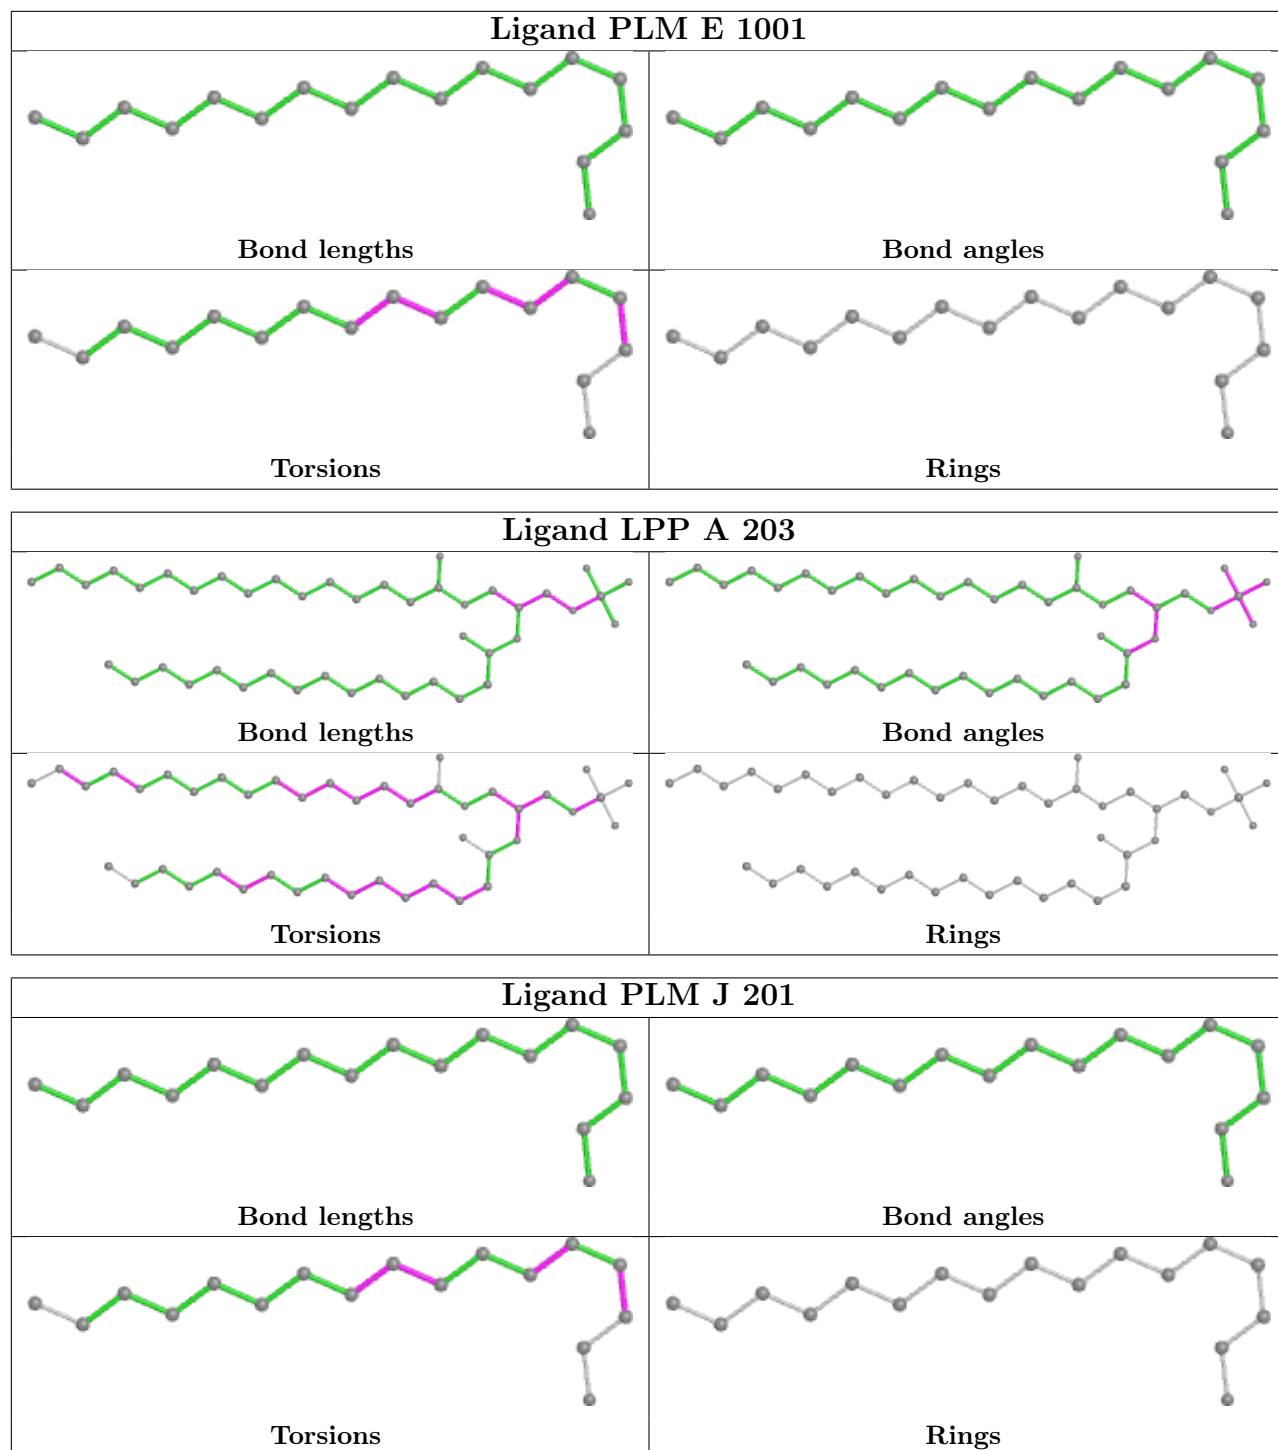 Ligand PLM E 1001
Bond lengths
Bond angles
Torsions
Rings
Ligand LPP A 203
Bond lengths
Bond angles
Torsions
Rings
Ligand PLM J 201
Bond lengths
Bond angles
Torsions
Rings